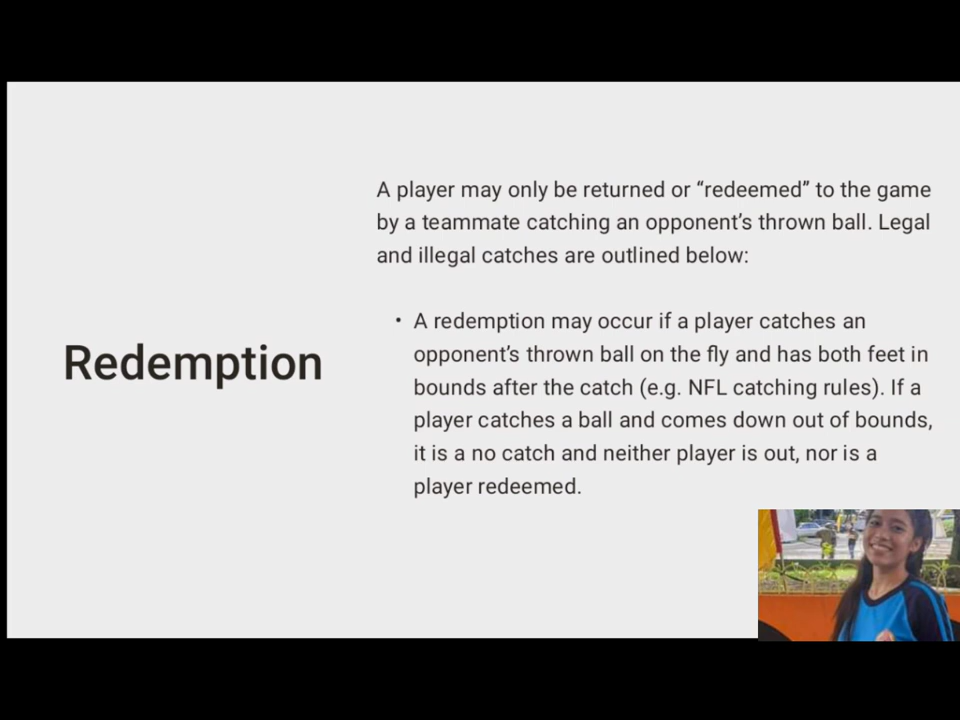 Redemption
A player may only be returned or “redeemed” to the game
by a teammate catching an opponent’s thrown ball. Legal
and illegal catches are outlined below:
• A redemption may occur if a player catches an
opponent’s thrown ball on the fly and has both feet in
bounds after the catch (e.g. NFL catching rules). If a
player catches a ball and comes down out of bounds,
it is a no catch and neither player is out, nor is a
player redeemed.